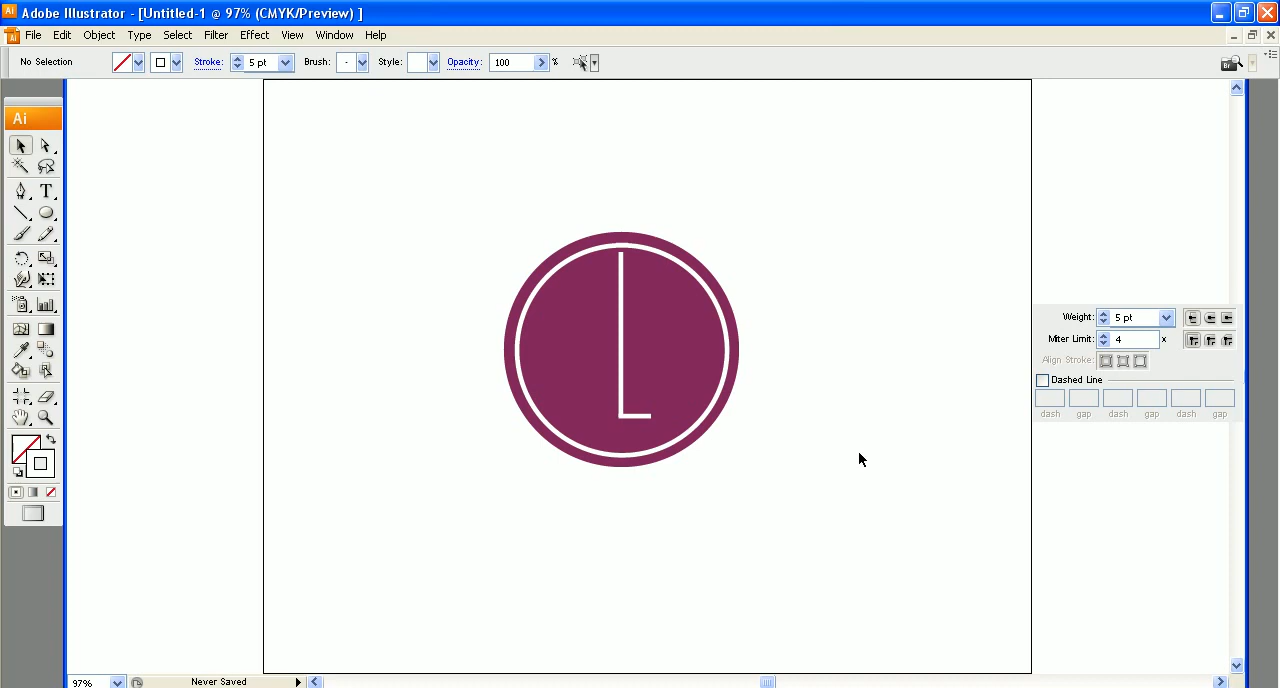 Adobe Illustrator - [Untitled-1 @ 97% (CMYK/Preview) ]
File Edit Object Type Select Filter Effect View Window Help
No Selection Stroke: 5 pt Brush: Style: Opacity: 100 %
Br
Ai
T
L
Weight: 5 pt
Miter Limit: 4 x
Align Stroke:
Dashed Line
dash gap dash gap dash gap
97% Never Saved